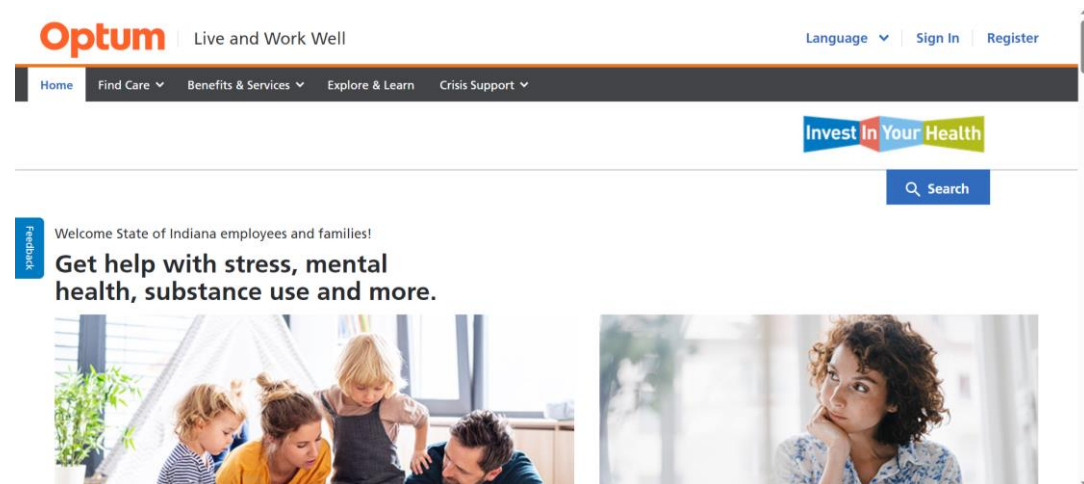 Optum Live and Work Well
Language Sign In Register
Home Find Care Benefits & Services Explore & Learn Crisis Support
Invest In Your Health
Search
Feedback
Welcome State of Indiana employees and families!
Get help with stress, mental
health, substance use and more.